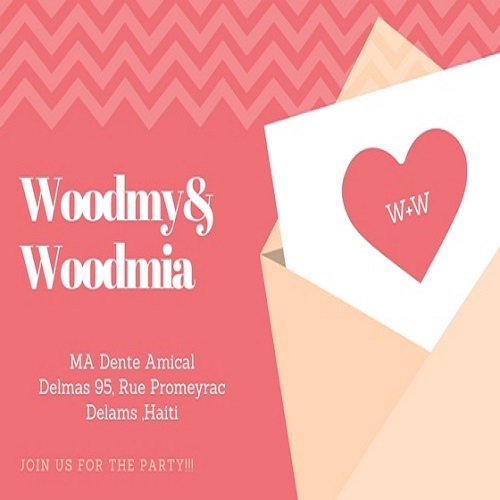 Woodmy&
Woodmia
W+W
MA Dente Amical
Delmas 95, Rue Promeyrac
Delams ,Haiti
JOIN US FOR THE PARTY!!!